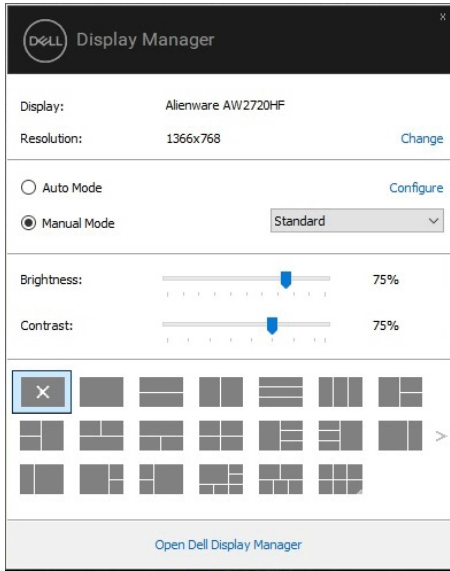 DELL Display Manager
x
Display: Alienware AW2720HF
Resolution: 1366x768 Change
Auto Mode Configure
Manual Mode Standard
Brightness: 75%
Contrast: 75%
Open Dell Display Manager